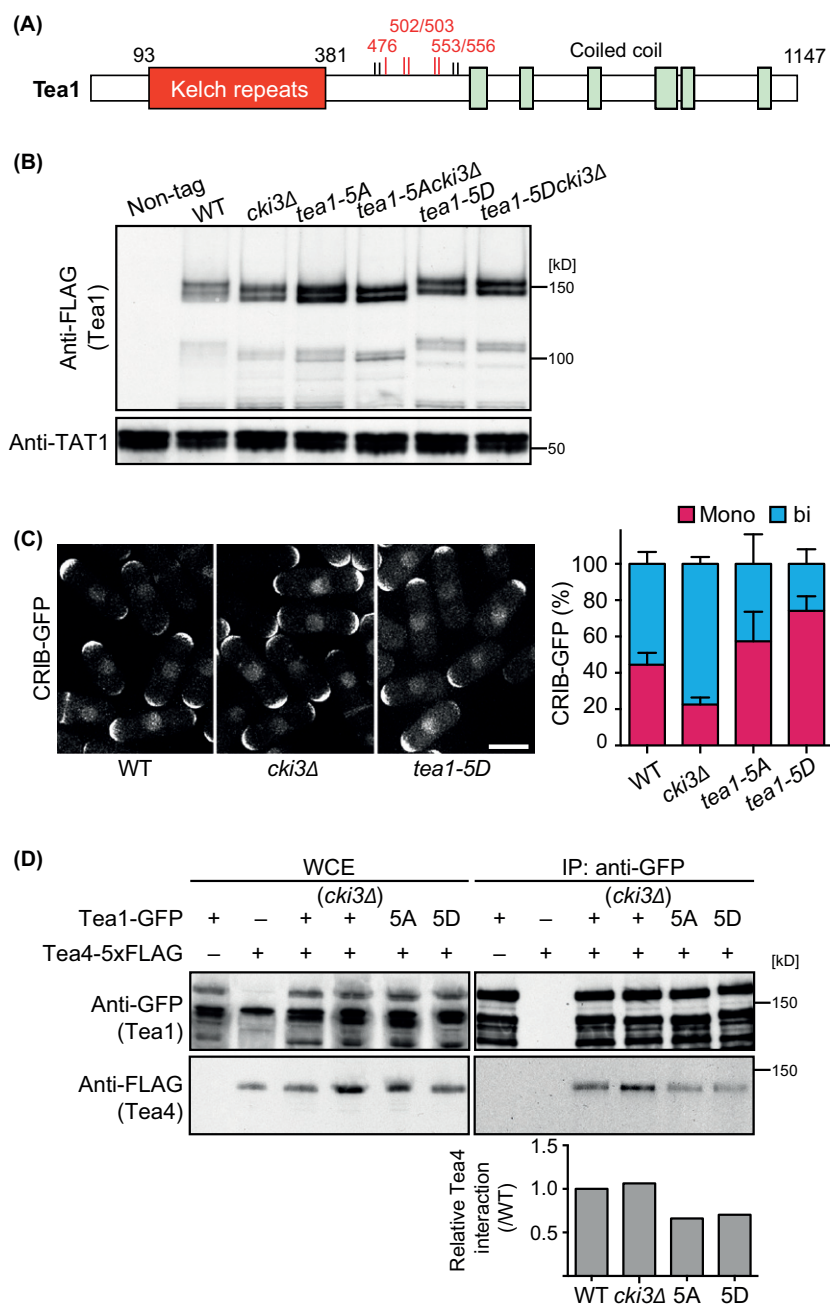 (A)
502/503
93 381 476 553/556 Coiled coil 1147
Tea1 Kelch repeats
(B)
Non-tag WT cki3Δ tea1-5A tea1-5Acki3Δ tea1-5D tea1-5Dcki3Δ
[kD]
Anti-FLAG
(Tea1)
150
100
Anti-TAT1
50
(C)
CRIB-GFP
WT cki3Δ tea1-5D
Mono bi
CRIB-GFP (%)
100
80
60
40
20
0
WT cki3Δ tea1-5A tea1-5D
(D)
WCE IP: anti-GFP
(cki3Δ) (cki3Δ)
Tea1-GFP + – + + 5A 5D + – + + 5A 5D
Tea4-5xFLAG – + + + + + – + + + + +
[kD]
Anti-GFP
(Tea1)
150
Anti-FLAG
(Tea4)
150
Relative Tea4
interaction
(/WT)
1.5
1.0
0.5
WT cki3Δ 5A 5D